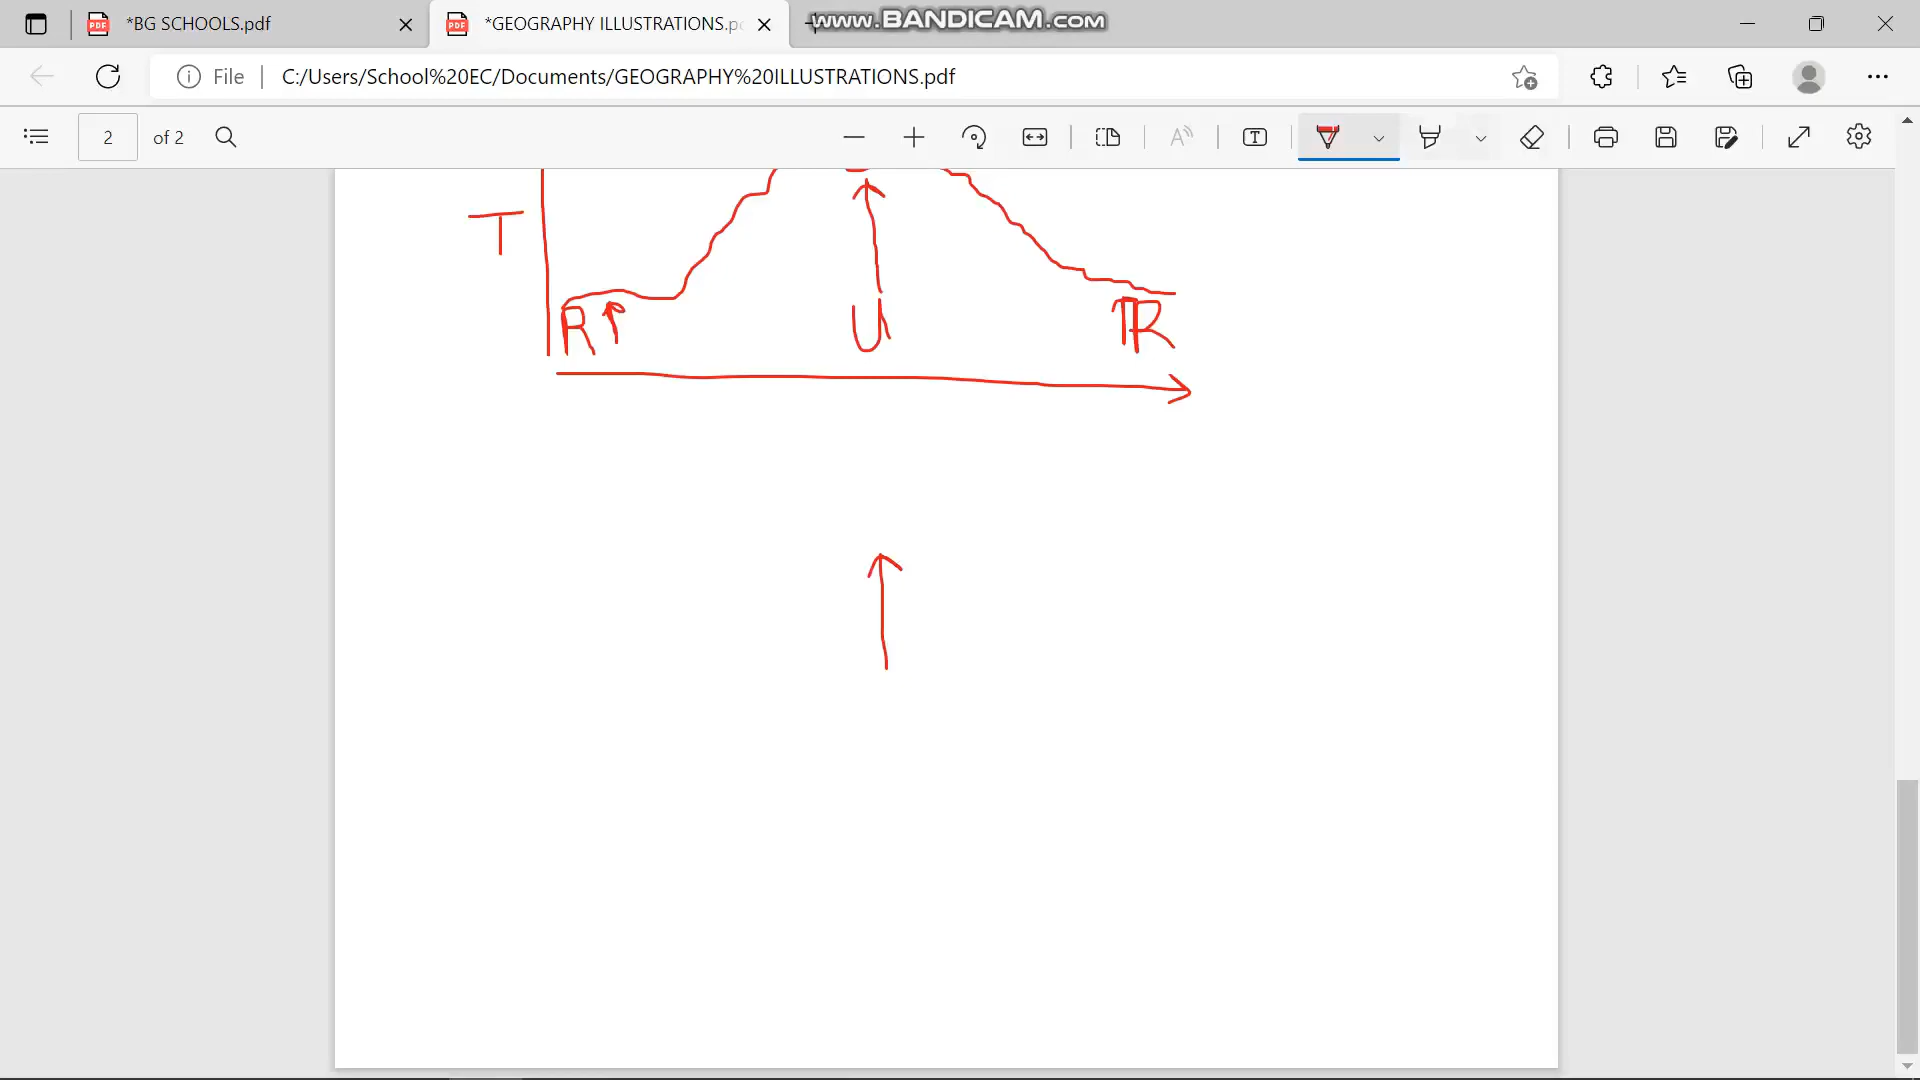 *BG SCHOOLS.pdf
*GEOGRAPHY ILLUSTRATIONS.pd
www.BANDICAM.com
File
C:/Users/School%20EC/Documents/GEOGRAPHY%20ILLUSTRATIONS.pdf
2 of 2
T
R U R